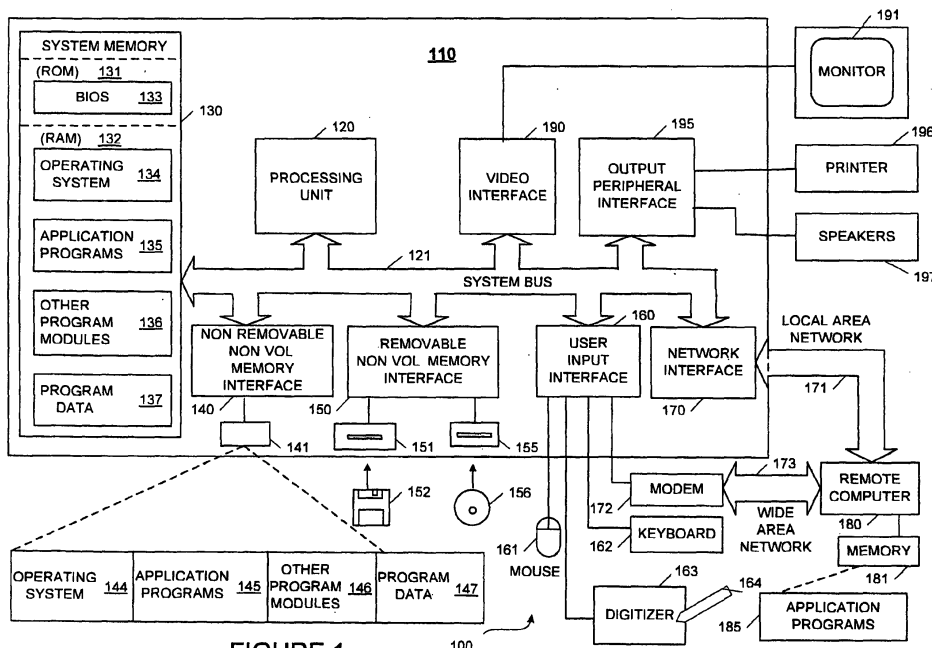 SYSTEM MEMORY
(ROM) 131
BIOS 133
130
(RAM) 132
OPERATING
SYSTEM 134
APPLICATION
PROGRAMS 135
OTHER
PROGRAM
MODULES 136
PROGRAM
DATA 137
110
120
PROCESSING
UNIT
190
VIDEO
INTERFACE
195
OUTPUT
PERIPHERAL
INTERFACE
191
MONITOR
196
PRINTER
SPEAKERS
197
121
SYSTEM BUS
NON REMOVABLE
NON VOL
MEMORY
INTERFACE
140
141
REMOVABLE
NON VOL MEMORY
INTERFACE
150
151
155
152
156
160
USER
INPUT
INTERFACE
NETWORK
INTERFACE
170
LOCAL AREA
NETWORK
171
173
MODEM
172
WIDE
AREA
NETWORK
REMOTE
COMPUTER
180
MEMORY
181
161
MOUSE
162
KEYBOARD
163
164
DIGITIZER
185
APPLICATION
PROGRAMS
OPERATING
SYSTEM 144
APPLICATION
PROGRAMS 145
OTHER
PROGRAM
MODULES 146
PROGRAM
DATA 147
FIGURE 1
100